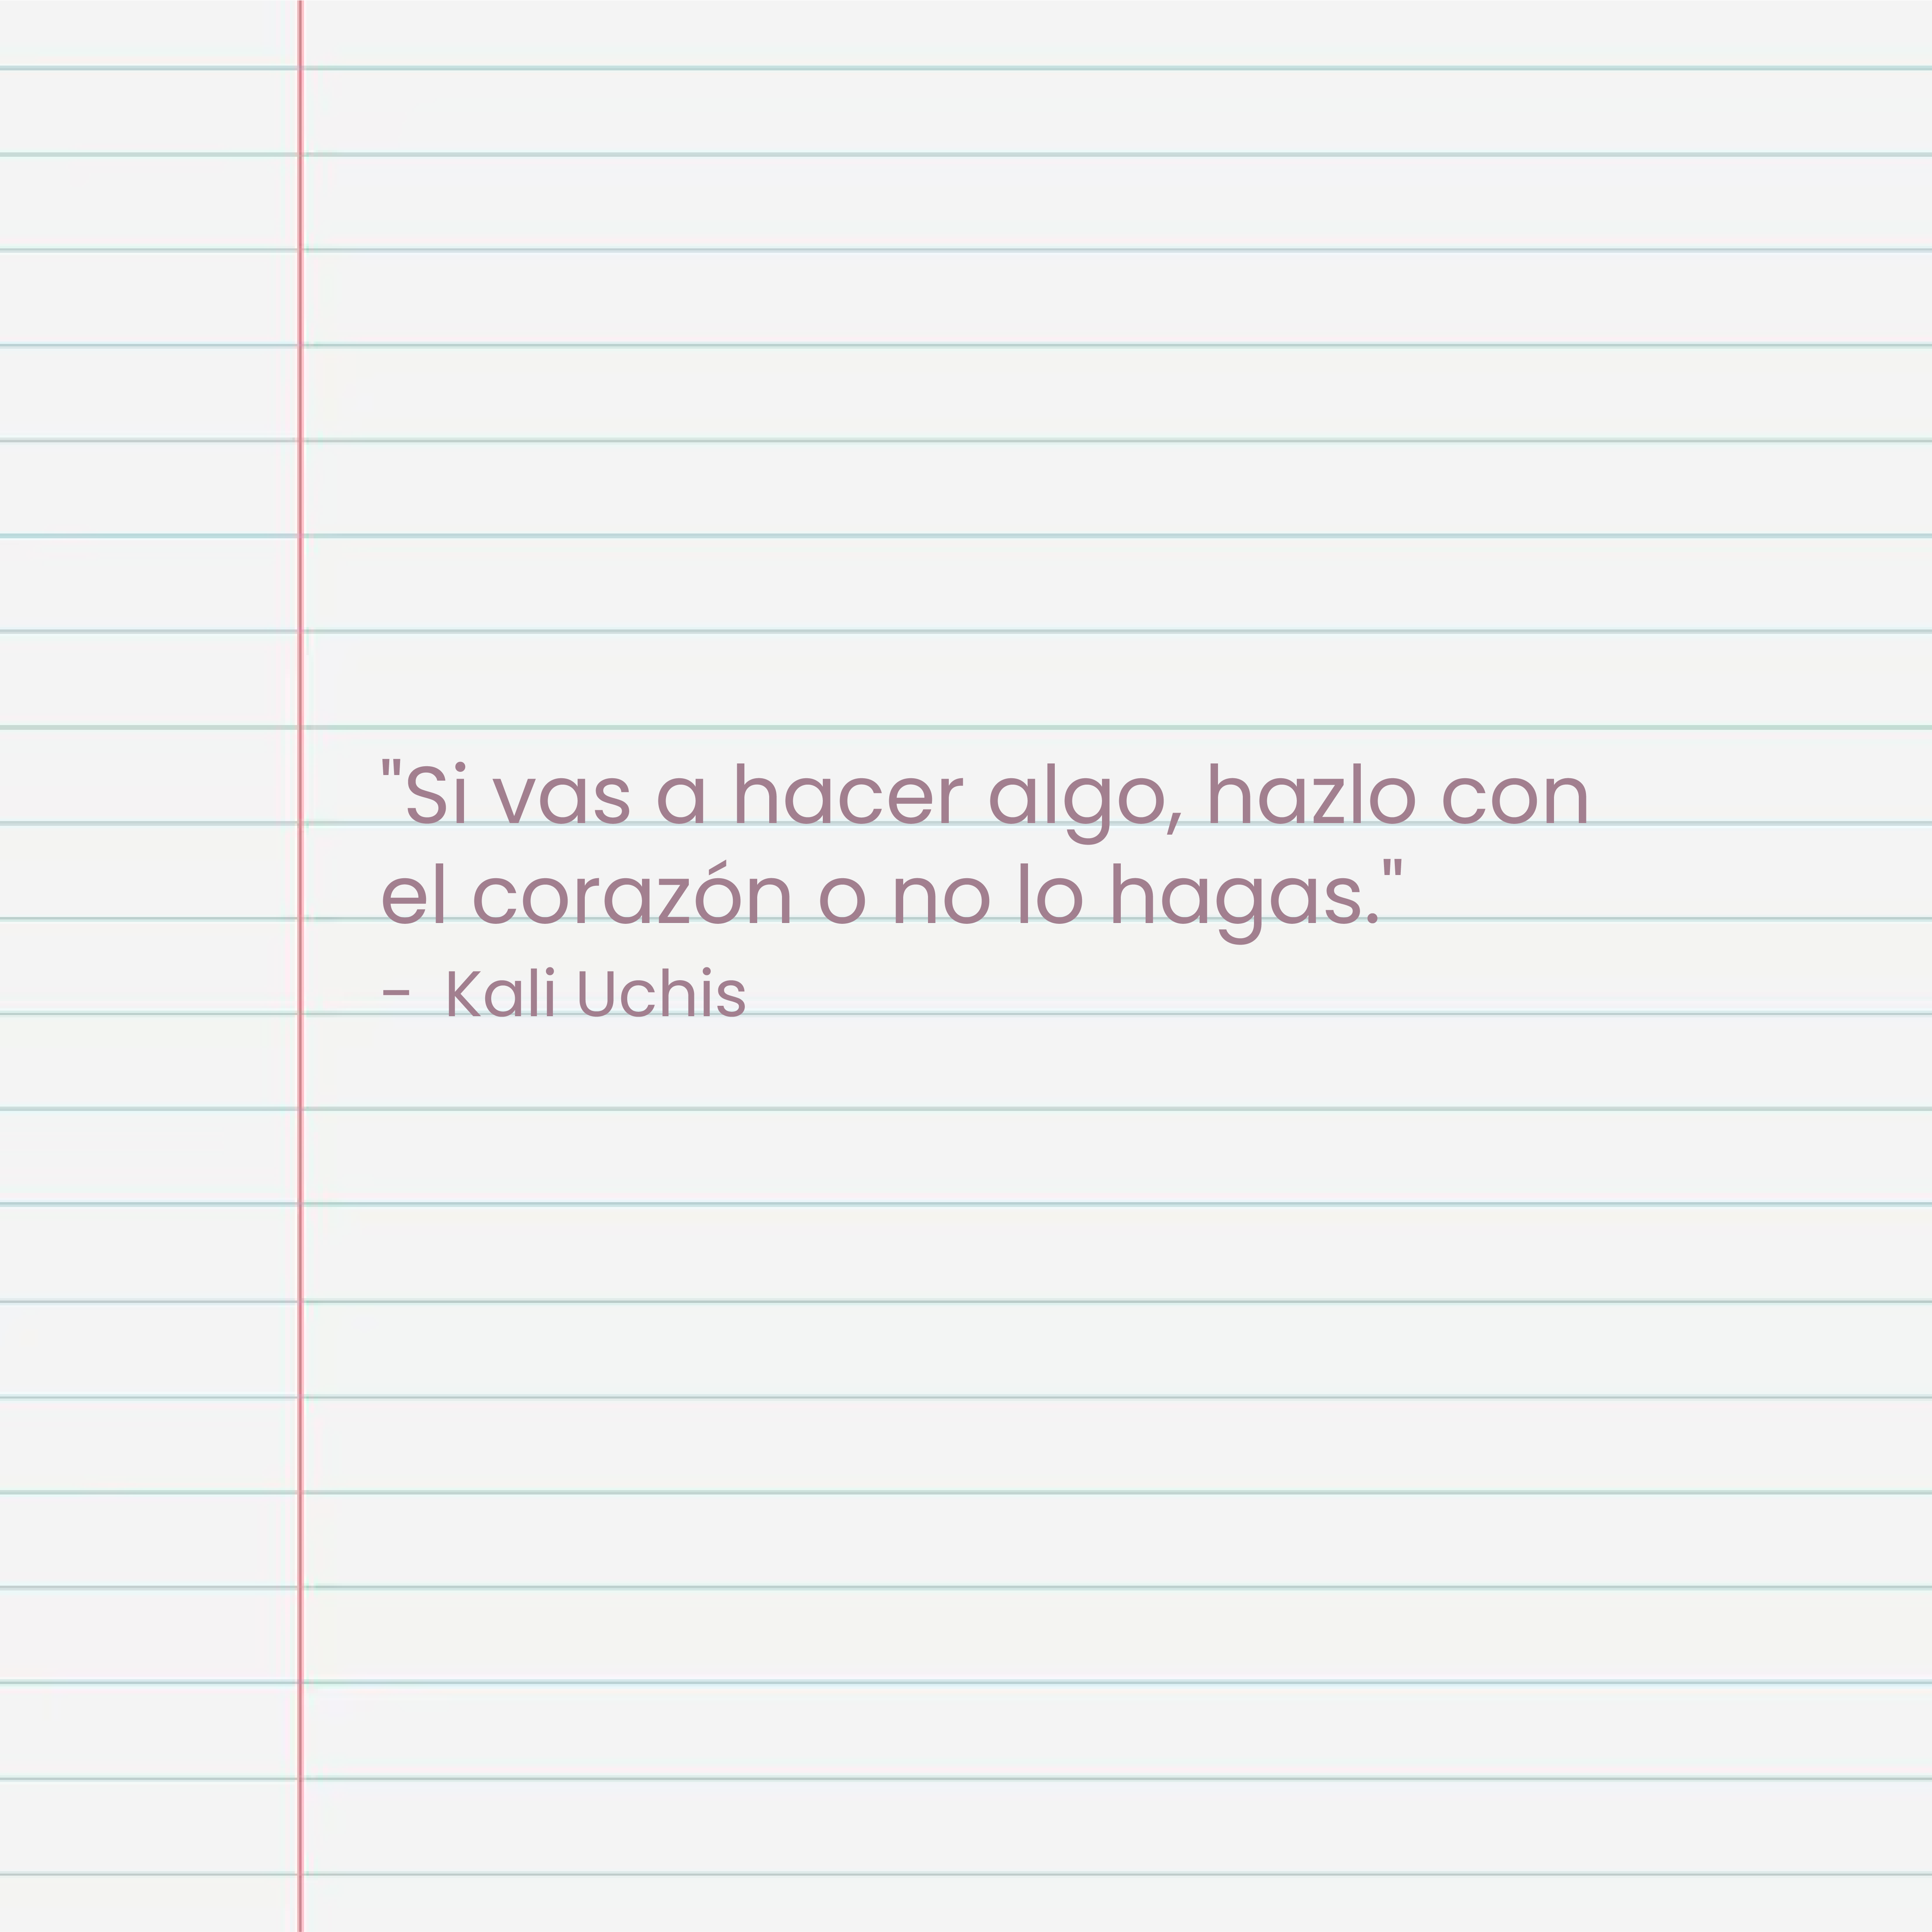 "Si vas a hacer algo, hazlo con
el corazón o no lo hagas."
- Kali Uchis